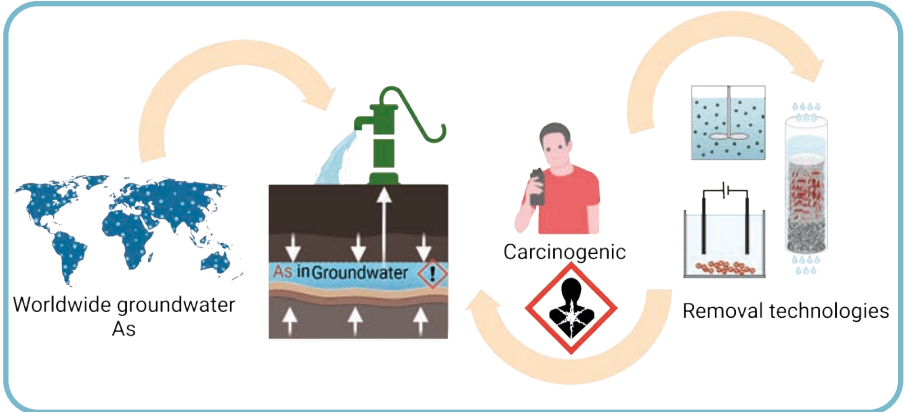 Worldwide groundwater
As
As in Groundwater
!
Carcinogenic
Removal technologies